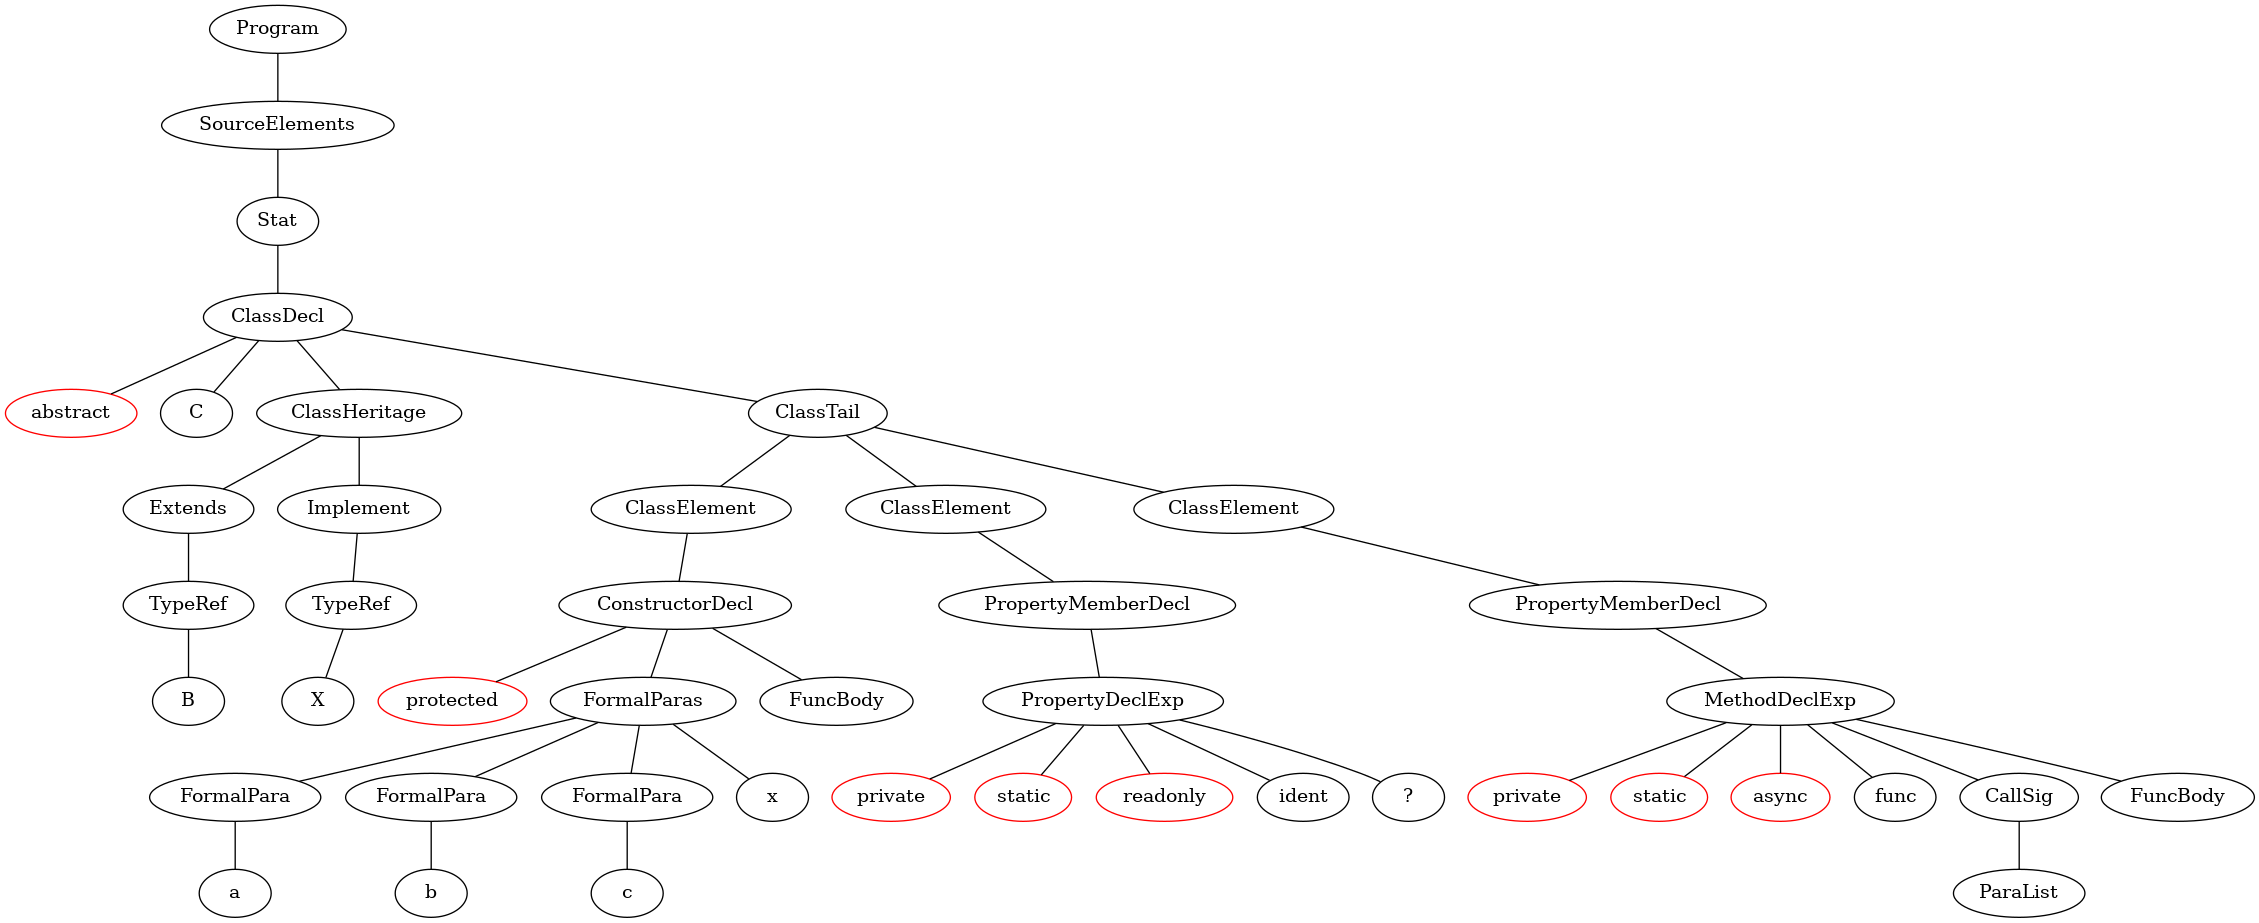 Program
SourceElements
Stat
ClassDecl
abstract
C
ClassHeritage
ClassTail
Extends
Implement
ClassElement
ClassElement
ClassElement
TypeRef
TypeRef
ConstructorDecl
PropertyMemberDecl
PropertyMemberDecl
B
X
protected
FormalParas
FuncBody
PropertyDeclExp
MethodDeclExp
FormalPara
FormalPara
FormalPara
x
private
static
readonly
ident
?
private
static
async
func
CallSig
FuncBody
a
b
c
ParaList